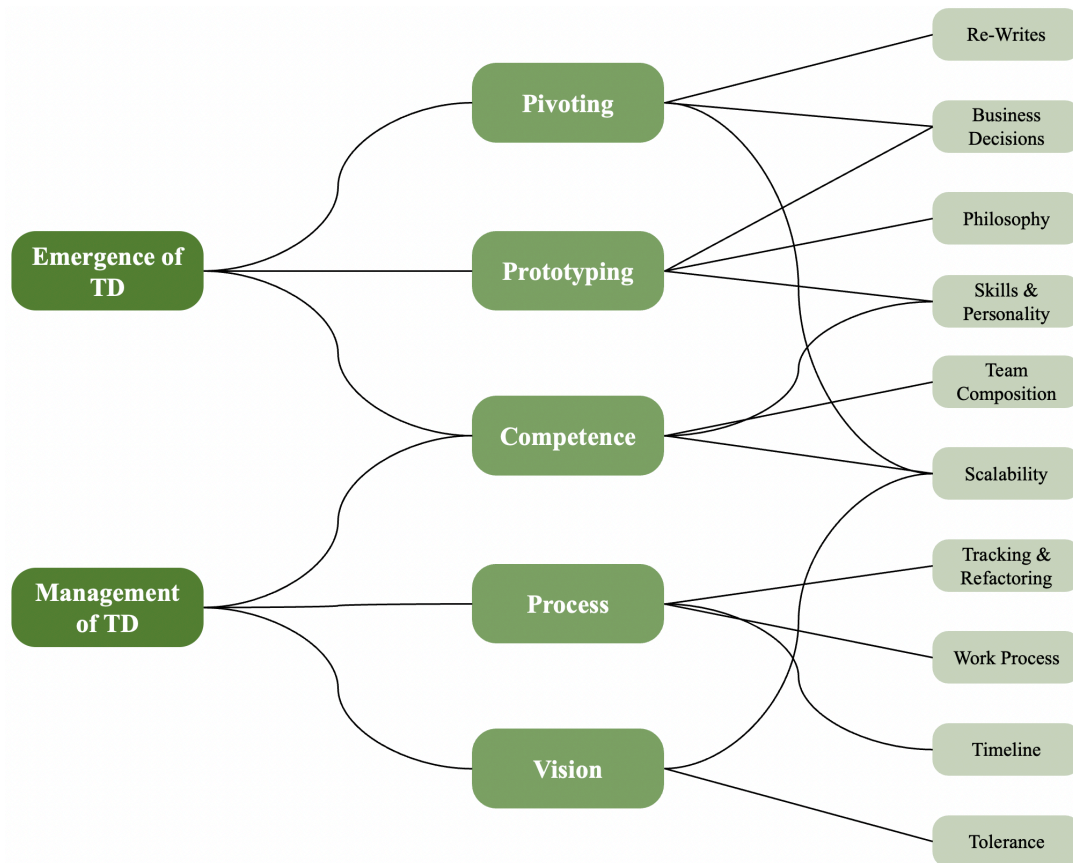 Emergence of
TD
Management
of TD
Pivoting
Prototyping
Competence
Process
Vision
Re-Writes
Business
Decisions
Philosophy
Skills &
Personality
Team
Composition
Scalability
Tracking &
Refactoring
Work Process
Timeline
Tolerance